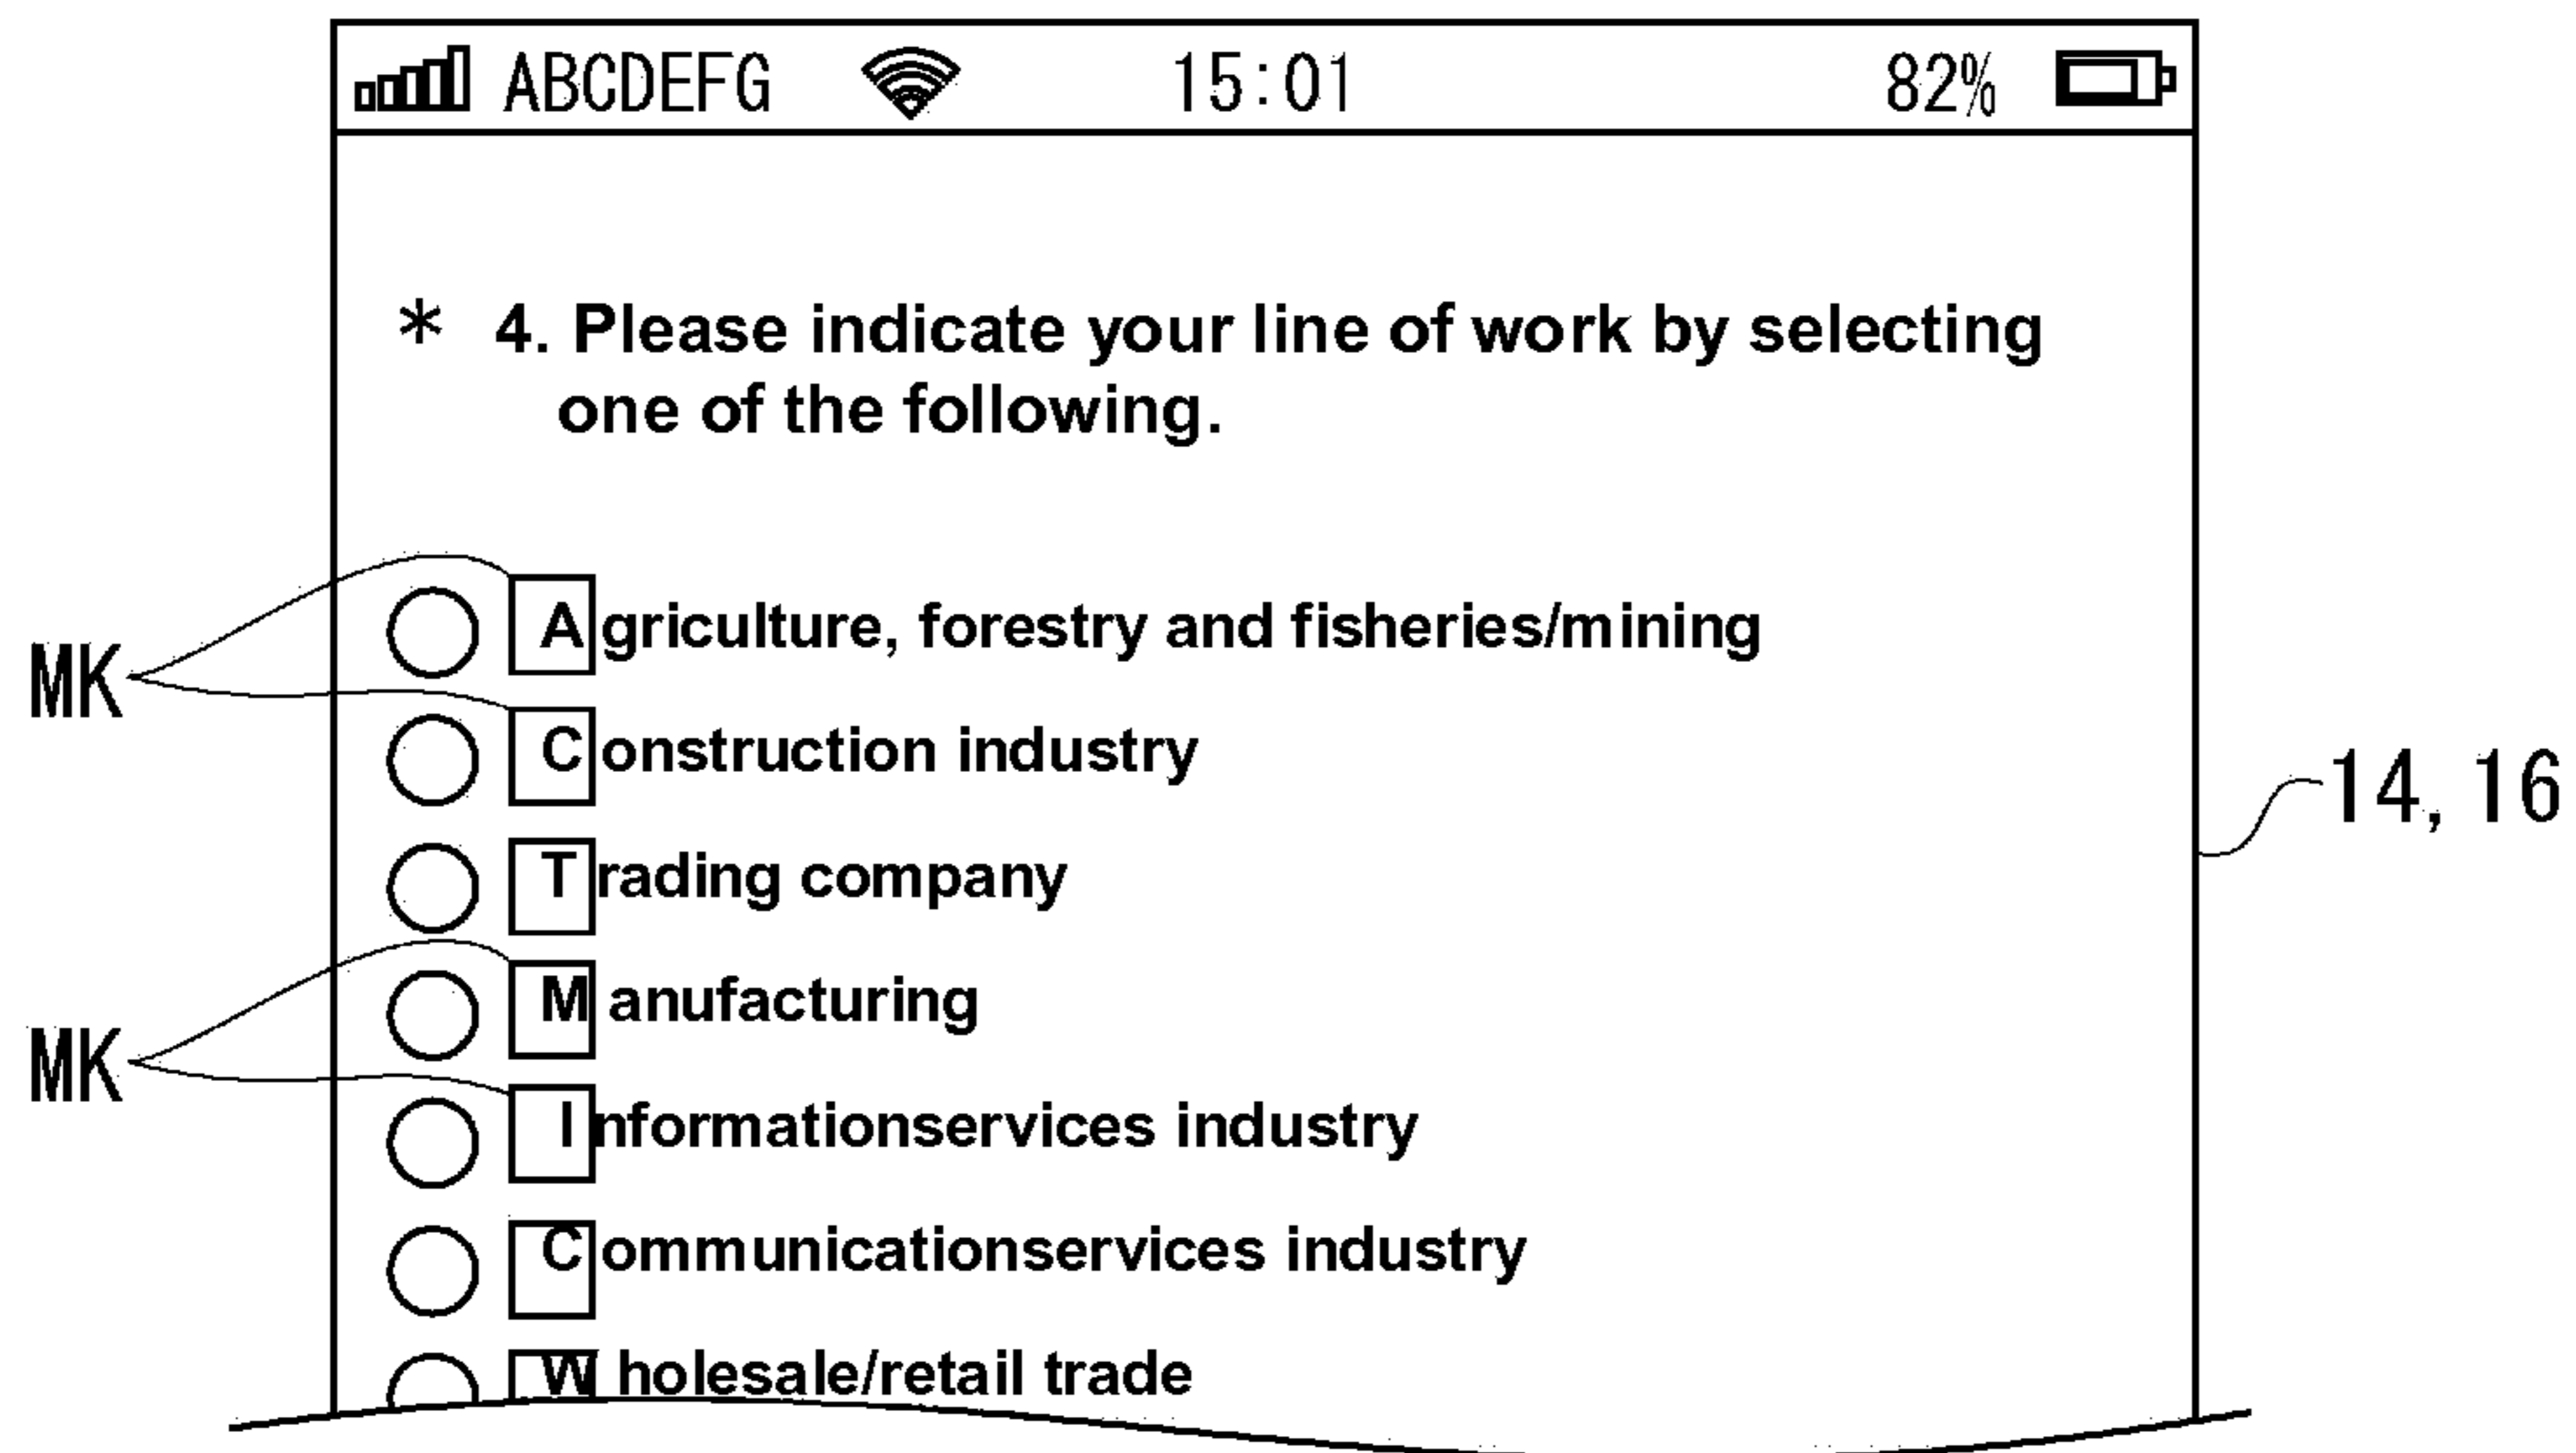 ABCDEFG 15:01 82%
* 4. Please indicate your line of work by selecting
one of the following.
Agriculture, forestry and fisheries/mining
MK
Construction industry
14, 16
Trading company
Manufacturing
MK
Informationservices industry
Communicationservices industry
Wholesale/retail trade